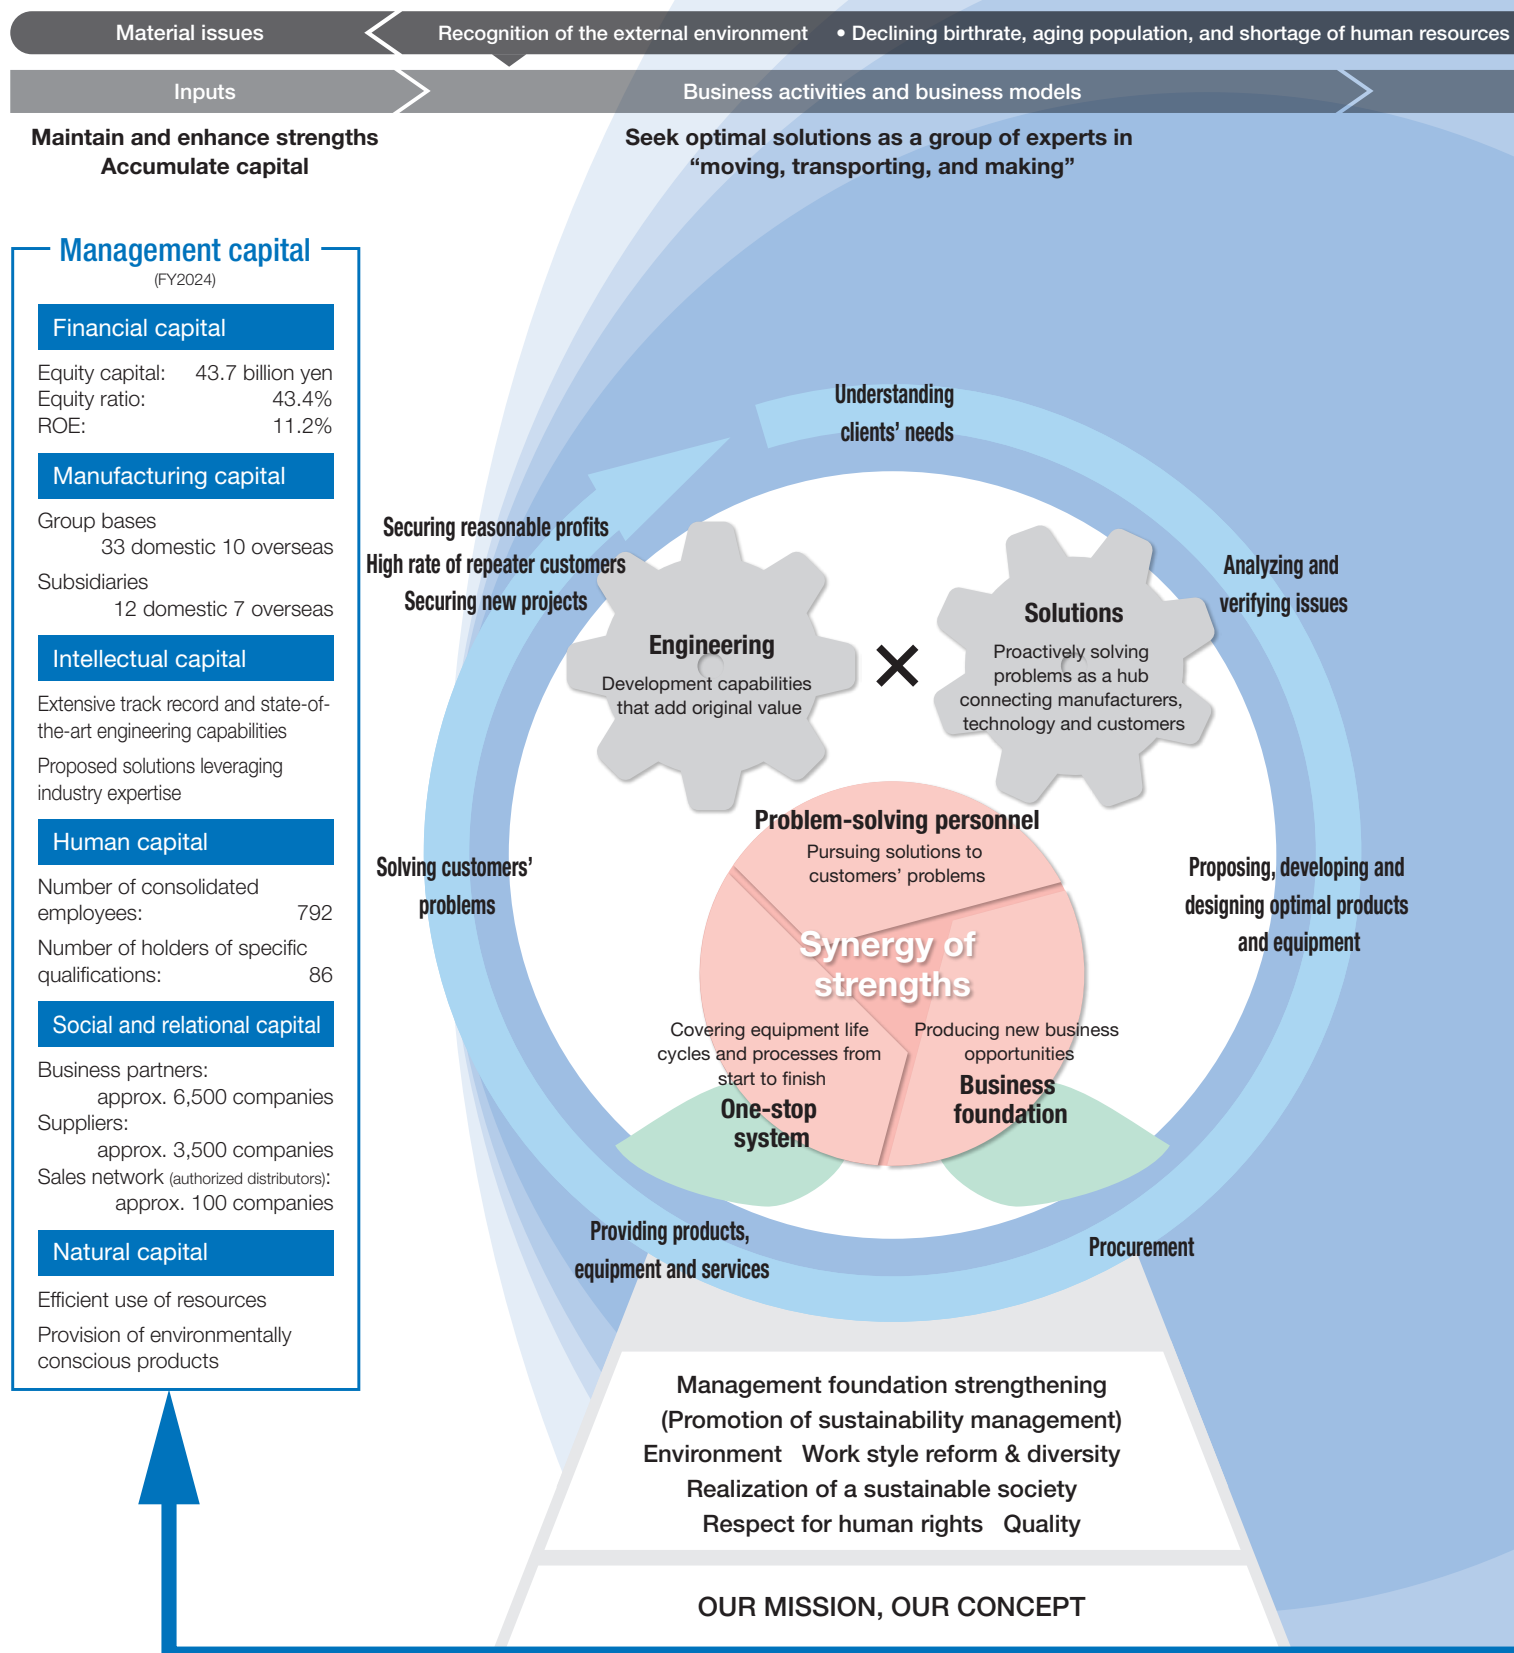 Material issues
Recognition of the external environment • Declining birthrate, aging population, and shortage of human resources
Inputs
Business activities and business models
Maintain and enhance strengths
Accumulate capital
Seek optimal solutions as a group of experts in
“moving, transporting, and making”
Management capital
(FY2024)
Financial capital
Equity capital: 43.7 billion yen
Equity ratio: 43.4%
ROE: 11.2%
Manufacturing capital
Group bases
33 domestic 10 overseas
Subsidiaries
12 domestic 7 overseas
Intellectual capital
Extensive track record and state-of-
the-art engineering capabilities
Proposed solutions leveraging
industry expertise
Human capital
Number of consolidated
employees: 792
Number of holders of specific
qualifications: 86
Social and relational capital
Business partners:
approx. 6,500 companies
Suppliers:
approx. 3,500 companies
Sales network (authorized distributors):
approx. 100 companies
Natural capital
Efficient use of resources
Provision of environmentally
conscious products
Understanding
clients’ needs
Securing reasonable profits
High rate of repeater customers
Securing new projects
Analyzing and
verifying issues
Engineering
Development capabilities
that add original value
×
Solutions
Proactively solving
problems as a hub
connecting manufacturers,
technology and customers
Problem-solving personnel
Pursuing solutions to
customers’ problems
Solving customers’
problems
Proposing, developing and
designing optimal products
and equipment
Synergy of
strengths
Covering equipment life
cycles and processes from
start to finish
One-stop
system
Producing new business
opportunities
Business
foundation
Providing products,
equipment and services
Procurement
Management foundation strengthening
(Promotion of sustainability management)
Environment Work style reform & diversity
Realization of a sustainable society
Respect for human rights Quality
OUR MISSION, OUR CONCEPT